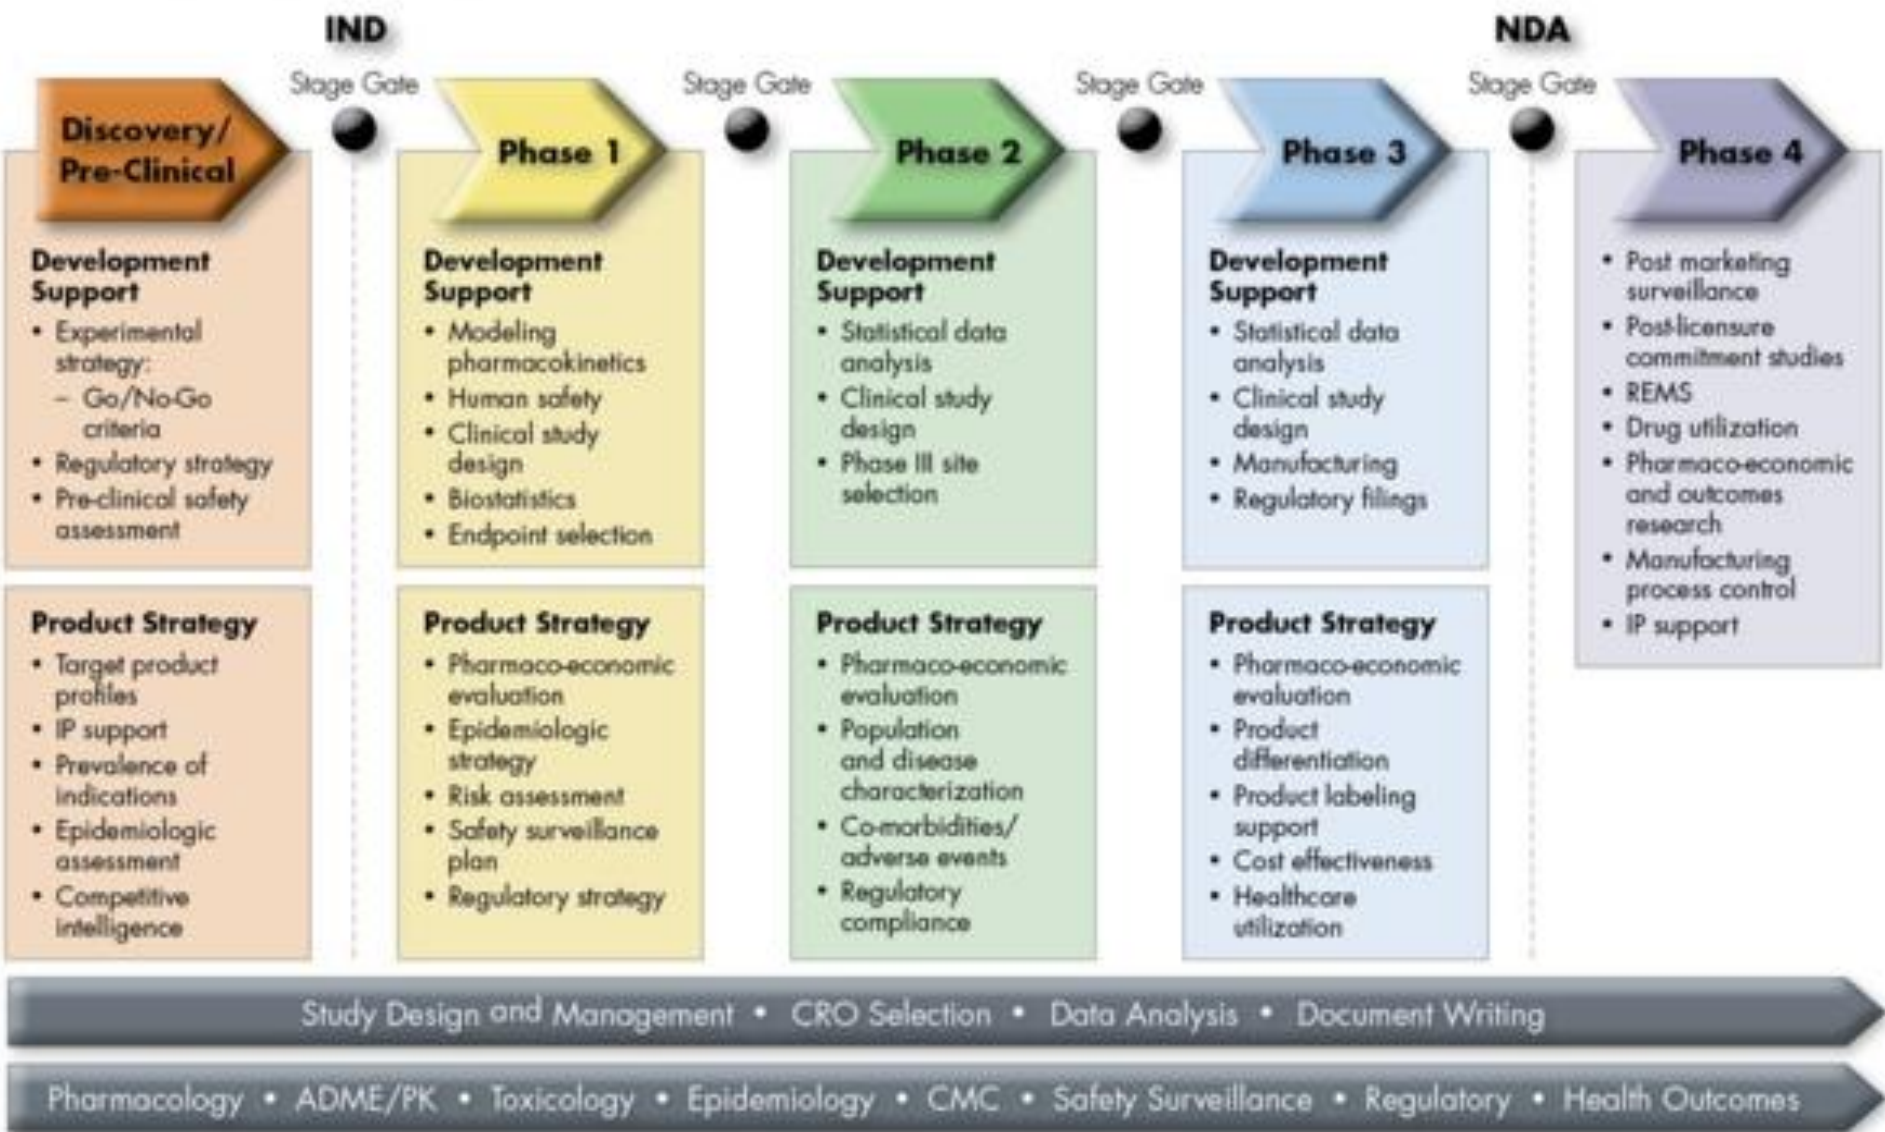 IND
NDA
Stage Gate
Stage Gate
Stage Gate
Stage Gate
Discovery/
Pre-Clinical
Phase 1
Phase 2
Phase 3
Phase 4
Development
Support
• Experimental
strategy:
– Go/No-Go
criteria
• Regulatory strategy
• Pre-clinical safety
assessment
Product Strategy
• Target product
profiles
• IP support
• Prevalence of
indications
• Epidemiologic
assessment
• Competitive
intelligence
Development
Support
• Modeling
pharmacokinetics
• Human safety
• Clinical study
design
• Biostatistics
• Endpoint selection
Product Strategy
• Pharmaco-economic
evaluation
• Epidemiologic
strategy
• Risk assessment
• Safety surveillance
plan
• Regulatory strategy
Development
Support
• Statistical data
analysis
• Clinical study
design
• Phase III site
selection
Product Strategy
• Pharmaco-economic
evaluation
• Population
and disease
characterization
• Co-morbidities/
adverse events
• Regulatory
compliance
Development
Support
• Statistical data
analysis
• Clinical study
design
• Manufacturing
• Regulatory filings
Product Strategy
• Pharmaco-economic
evaluation
• Product
differentiation
• Product labeling
support
• Cost effectiveness
• Healthcare
utilization
• Post marketing
surveillance
• Post-licensure
commitment studies
• REMS
• Drug utilization
• Pharmaco-economic
and outcomes
research
• Manufacturing
process control
• IP support
Study Design and Management • CRO Selection • Data Analysis • Document Writing
Pharmacology • ADME/PK • Toxicology • Epidemiology • CMC • Safety Surveillance • Regulatory • Health Outcomes